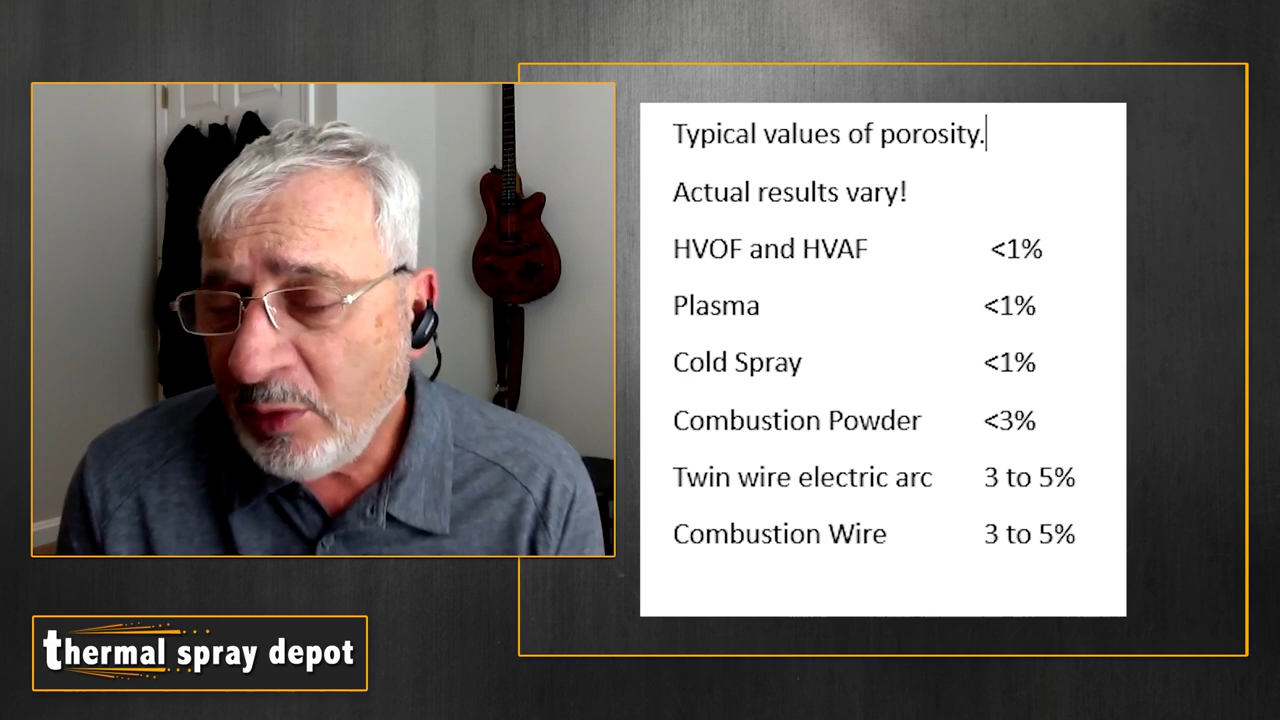 Typical values of porosity.
Actual results vary!
HVOF and HVAF <1%
Plasma <1%
Cold Spray <1%
Combustion Powder <3%
Twin wire electric arc 3 to 5%
Combustion Wire 3 to 5%
thermal spray depot